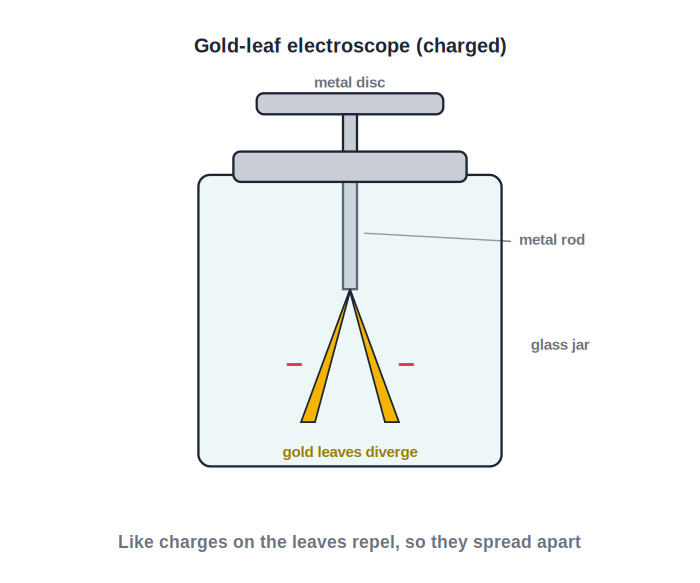 Gold-leaf electroscope (charged)
metal disc
metal rod
glass jar
gold leaves diverge
Like charges on the leaves repel, so they spread apart